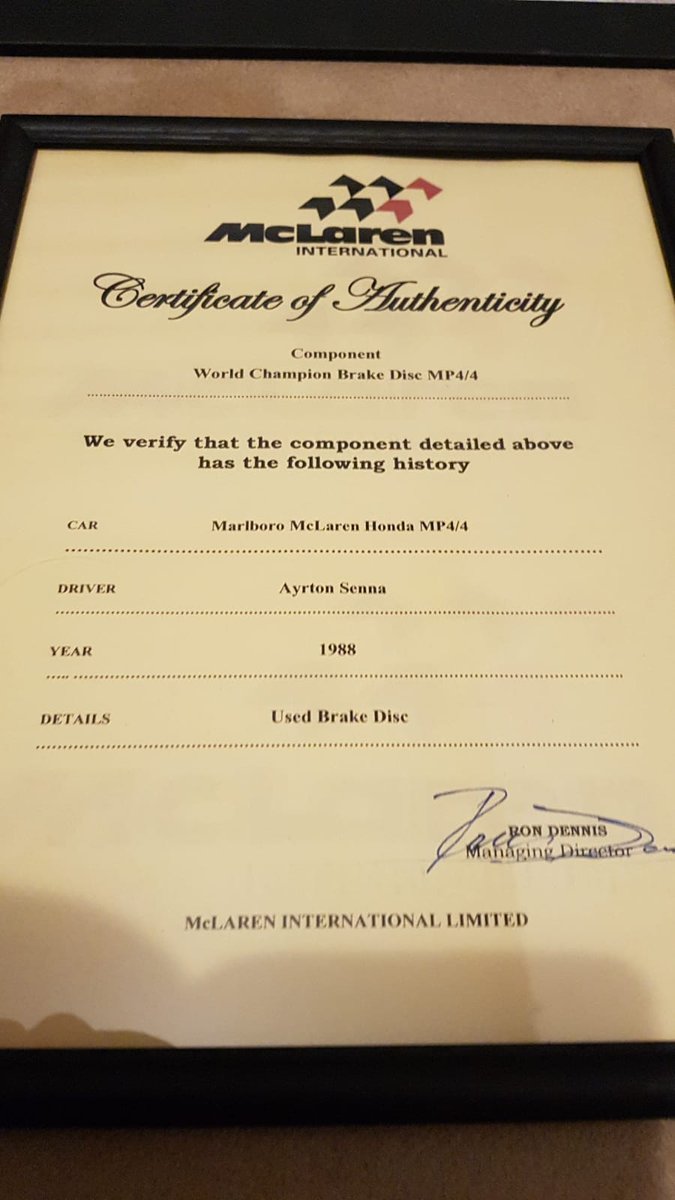 McLaren
INTERNATIONAL
Certificate of Authenticity
Component
World Champion Brake Disc MP4/4
We verify that the component detailed above
has the following history
CAR Marlboro McLaren Honda MP4/4
DRIVER Ayrton Senna
YEAR 1988
DETAILS Used Brake Disc
RON DENNIS
Managing Director
McLAREN INTERNATIONAL LIMITED